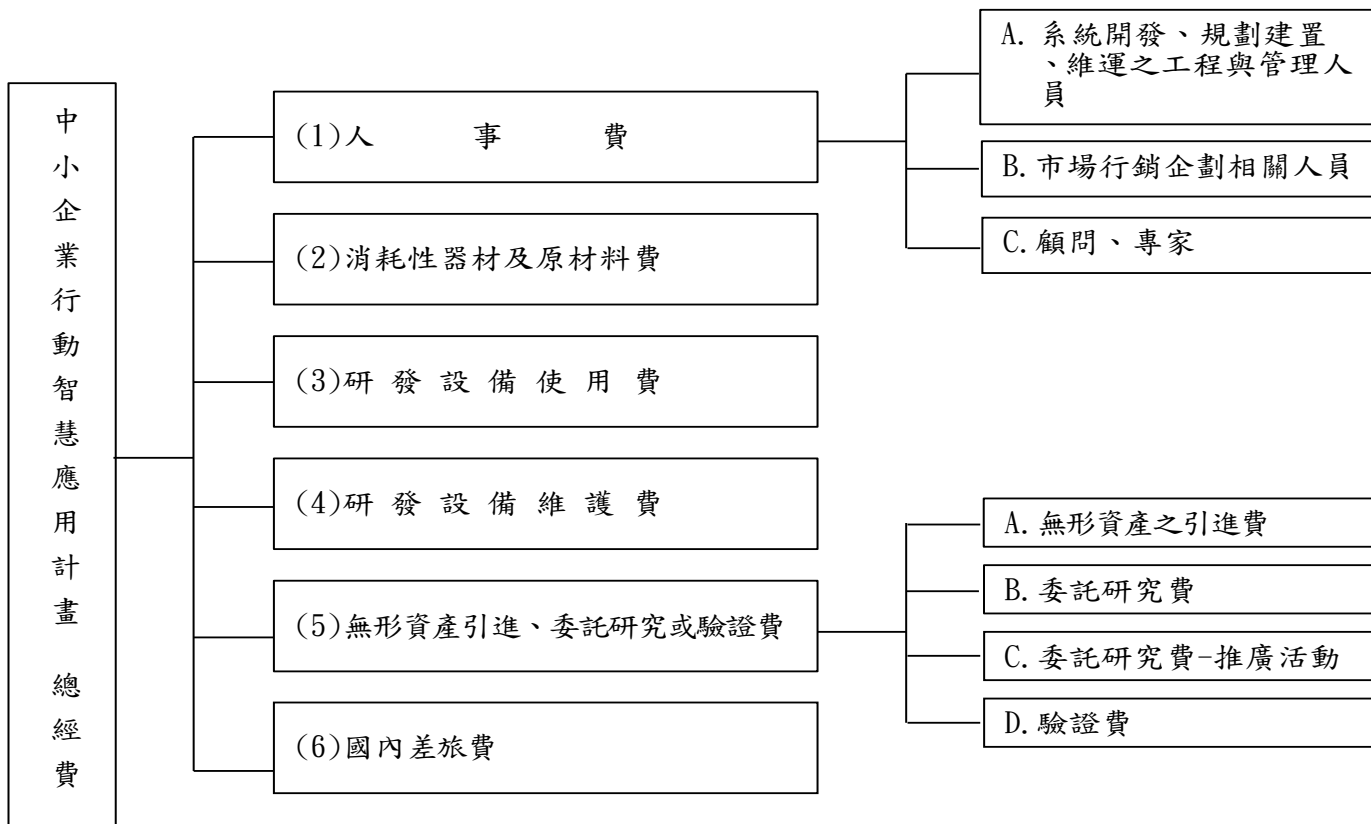 中小企業行動智慧應用計畫 總經費
(1)人事費
A. 系統開發、規劃建置
、維運之工程與管理人
員
B. 市場行銷企劃相關人員
C. 顧問、專家
(2)消耗性器材及原材料費
(3)研發設備使用費
(4)研發設備維護費
(5)無形資產引進、委託研究或驗證費
A. 無形資產之引進費
B. 委託研究費
C. 委託研究費-推廣活動
D. 驗證費
(6)國內差旅費